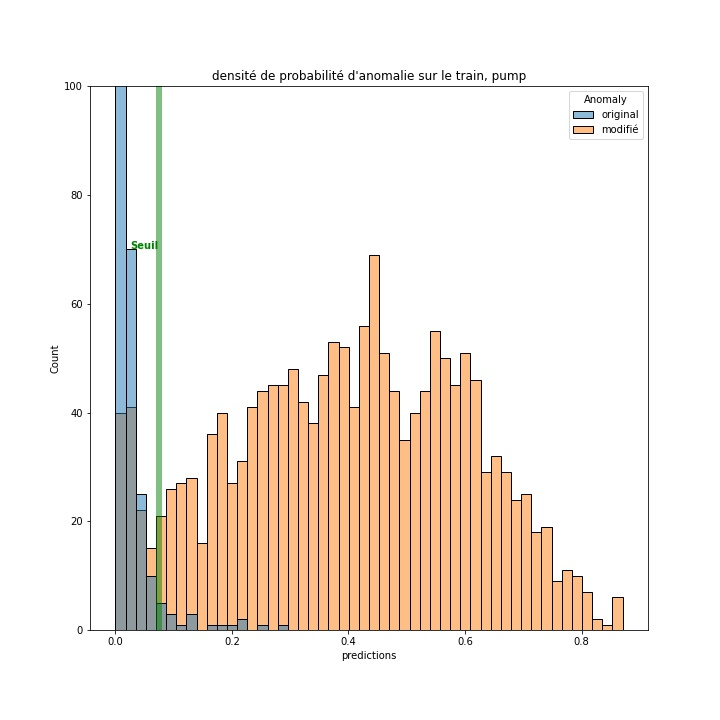 densité de probabilité d'anomalie sur le train, pump
Anomaly
original
modifié
Seuil
Count
100
80
60
40
20
0
0.0 0.2 0.4 0.6 0.8
predictions